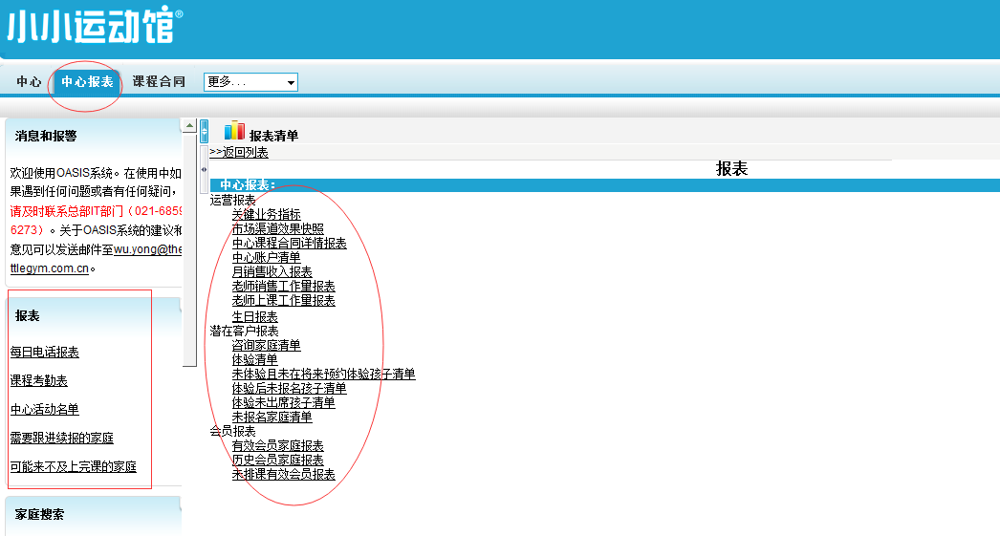 小小运动馆®
中心 中心报表 课程合同 更多...
消息和报警
欢迎使用OASIS系统。在使用中如
果遇到任何问题或者有任何疑问，
请及时联系总部IT部门（021-6859
6273）。关于OASIS系统的建议和
意见可以发送邮件至wu.yong@the
ttlegym.com.cn。
报表
每日电话报表
课程考勤表
中心活动名单
需要跟进续报的家庭
可能来不及上完课的家庭
家庭搜索
报表清单
>>返回列表
报表
中心报表：
运营报表
关键业务指标
市场渠道效果快照
中心课程合同详情报表
中心账户清单
月销售收入报表
老师销售工作量报表
老师上课工作量报表
生日报表
潜在客户报表
咨询家庭清单
体验清单
未体验且未在将来预约体验孩子清单
体验后未报名孩子清单
体验未出席孩子清单
未报名家庭清单
会员报表
有效会员家庭报表
历史会员家庭报表
未排课有效会员报表